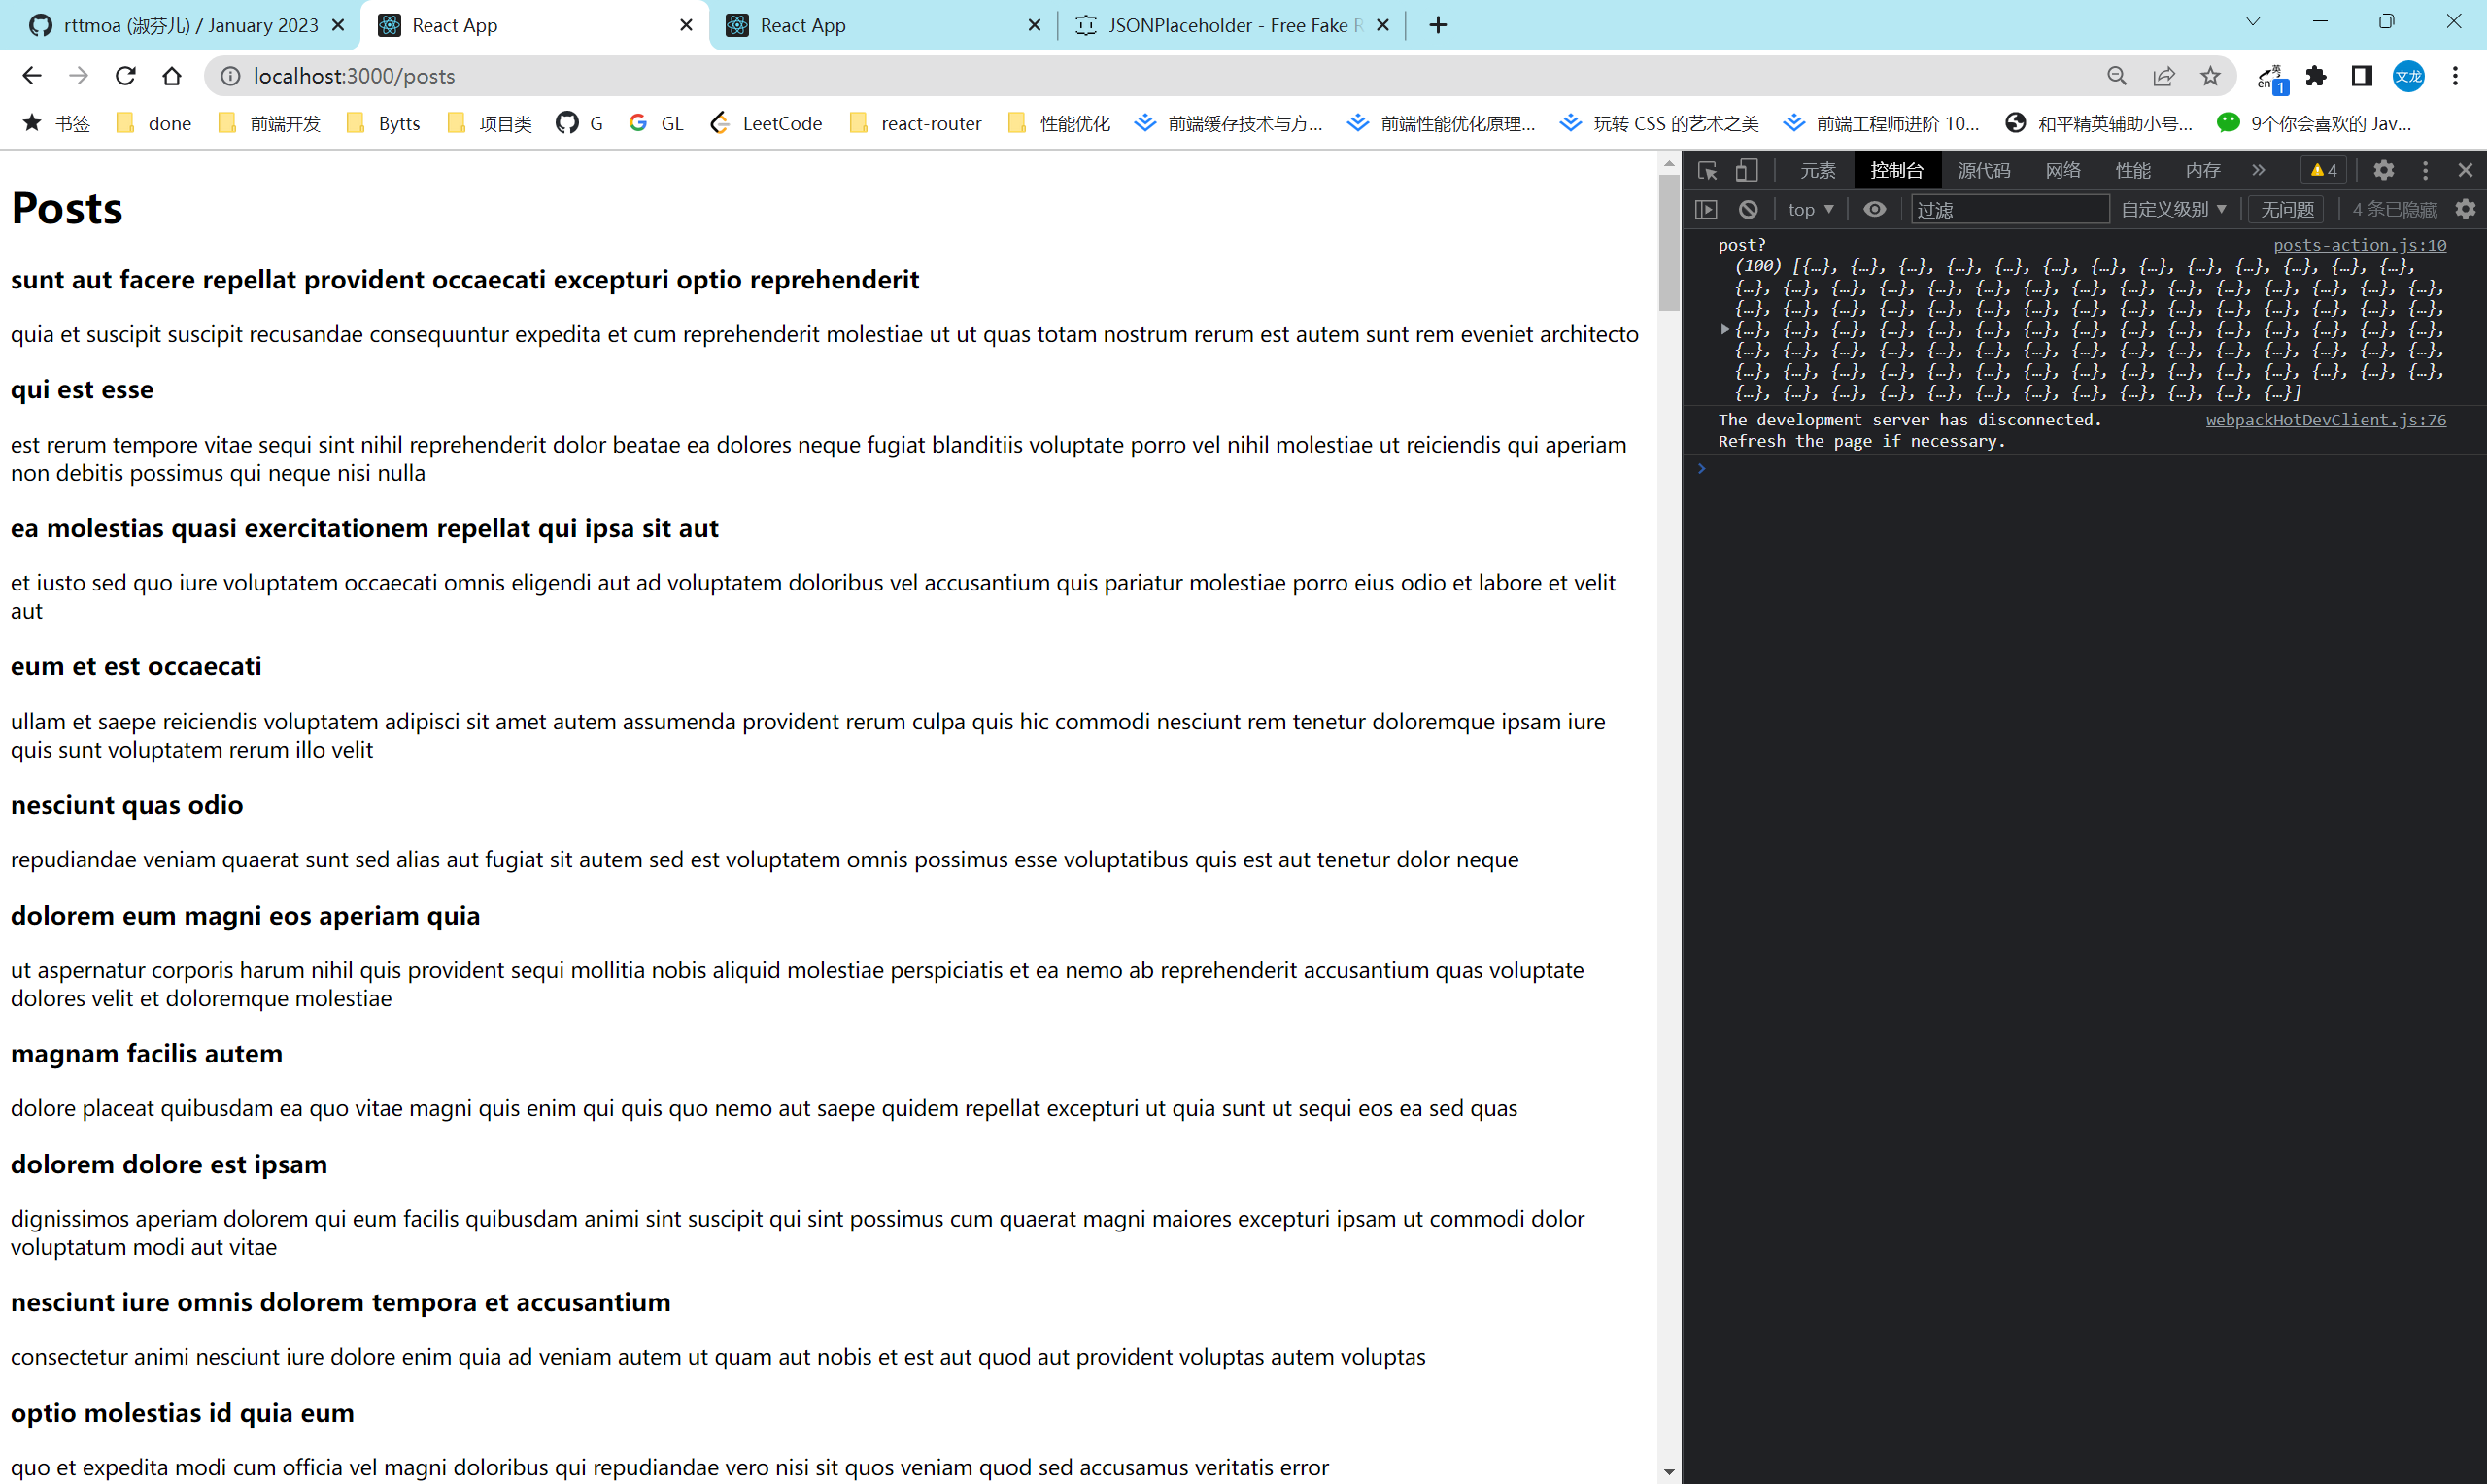 rttmoa (淑芬儿) / January 2023
React App
React App
JSONPlaceholder - Free Fake R
localhost:3000/posts
英
en
1
文龙
书签
done
前端开发
Bytts
项目类
G
GL
LeetCode
react-router
性能优化
前端缓存技术与方...
前端性能优化原理...
玩转 CSS 的艺术之美
前端工程师进阶 10...
和平精英辅助小号...
9个你会喜欢的 Jav...
Posts
sunt aut facere repellat provident occaecati excepturi optio reprehenderit
quia et suscipit suscipit recusandae consequuntur expedita et cum reprehenderit molestiae ut ut quas totam nostrum rerum est autem sunt rem eveniet architecto
qui est esse
est rerum tempore vitae sequi sint nihil reprehenderit dolor beatae ea dolores neque fugiat blanditiis voluptate porro vel nihil molestiae ut reiciendis qui aperiam
non debitis possimus qui neque nisi nulla
ea molestias quasi exercitationem repellat qui ipsa sit aut
et iusto sed quo iure voluptatem occaecati omnis eligendi aut ad voluptatem doloribus vel accusantium quis pariatur molestiae porro eius odio et labore et velit
aut
eum et est occaecati
ullam et saepe reiciendis voluptatem adipisci sit amet autem assumenda provident rerum culpa quis hic commodi nesciunt rem tenetur doloremque ipsam iure
quis sunt voluptatem rerum illo velit
nesciunt quas odio
repudiandae veniam quaerat sunt sed alias aut fugiat sit autem sed est voluptatem omnis possimus esse voluptatibus quis est aut tenetur dolor neque
dolorem eum magni eos aperiam quia
ut aspernatur corporis harum nihil quis provident sequi mollitia nobis aliquid molestiae perspiciatis et ea nemo ab reprehenderit accusantium quas voluptate
dolores velit et doloremque molestiae
magnam facilis autem
dolore placeat quibusdam ea quo vitae magni quis enim qui quis quo nemo aut saepe quidem repellat excepturi ut quia sunt ut sequi eos ea sed quas
dolorem dolore est ipsam
dignissimos aperiam dolorem qui eum facilis quibusdam animi sint suscipit qui sint possimus cum quaerat magni maiores excepturi ipsam ut commodi dolor
voluptatum modi aut vitae
nesciunt iure omnis dolorem tempora et accusantium
consectetur animi nesciunt iure dolore enim quia ad veniam autem ut quam aut nobis et est aut quod aut provident voluptas autem voluptas
optio molestias id quia eum
quo et expedita modi cum officia vel magni doloribus qui repudiandae vero nisi sit quos veniam quod sed accusamus veritatis error
元素 控制台 源代码 网络 性能 内存 » 4
top ▼ 过滤 自定义级别 ▼ 无问题 4 条已隐藏
post? posts-action.js:10
(100) [{…}, {…}, {…}, {…}, {…}, {…}, {…}, {…}, {…}, {…}, {…}, {…}, {…},
{…}, {…}, {…}, {…}, {…}, {…}, {…}, {…}, {…}, {…}, {…}, {…}, {…}, {…}, {…},
{…}, {…}, {…}, {…}, {…}, {…}, {…}, {…}, {…}, {…}, {…}, {…}, {…}, {…}, {…},
{…}, {…}, {…}, {…}, {…}, {…}, {…}, {…}, {…}, {…}, {…}, {…}, {…}, {…}, {…},
{…}, {…}, {…}, {…}, {…}, {…}, {…}, {…}, {…}, {…}, {…}, {…}, {…}, {…}, {…},
{…}, {…}, {…}, {…}, {…}, {…}, {…}, {…}, {…}, {…}, {…}, {…}, {…}, {…}, {…},
{…}, {…}, {…}, {…}, {…}, {…}, {…}, {…}, {…}, {…}, {…}, {…}]
The development server has disconnected. webpackHotDevClient.js:76
Refresh the page if necessary.